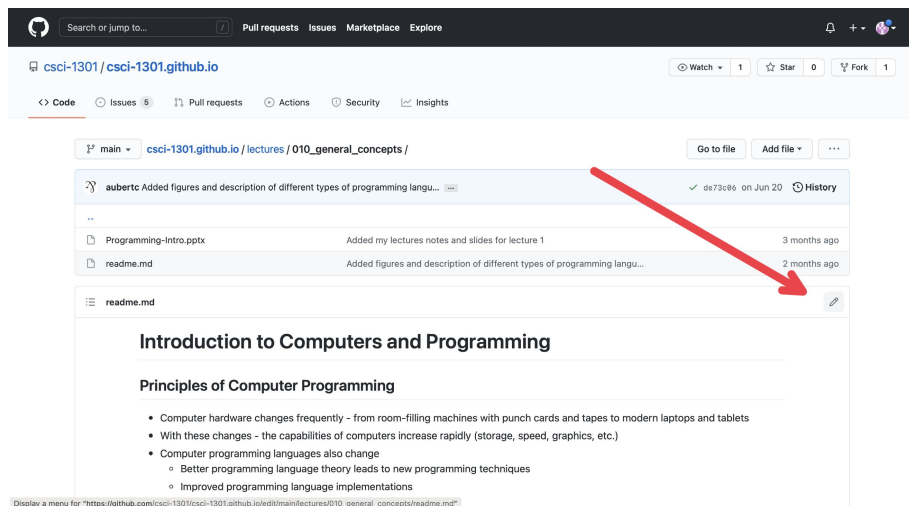 Search or jump to... / Pull requests Issues Marketplace Explore
csci-1301 / csci-1301.github.io Watch 1 Star 0 Fork 1
<> Code Issues 5 Pull requests Actions Security Insights
main csci-1301.github.io / lectures / 010_general_concepts / Go to file Add file ...
aubertc Added figures and description of different types of programming langu... ... de73c06 on Jun 20 History
..
Programming-Intro.pptx Added my lectures notes and slides for lecture 1 3 months ago
readme.md Added figures and description of different types of programming langu... 2 months ago
readme.md
Introduction to Computers and Programming
Principles of Computer Programming
• Computer hardware changes frequently - from room-filling machines with punch cards and tapes to modern laptops and tablets
• With these changes - the capabilities of computers increase rapidly (storage, speed, graphics, etc.)
• Computer programming languages also change
◦ Better programming language theory leads to new programming techniques
◦ Improved programming language implementations
Display a menu for "https://github.com/csci-1301/csci-1301.github.io/edit/main/lectures/010_general_concepts/readme.md"